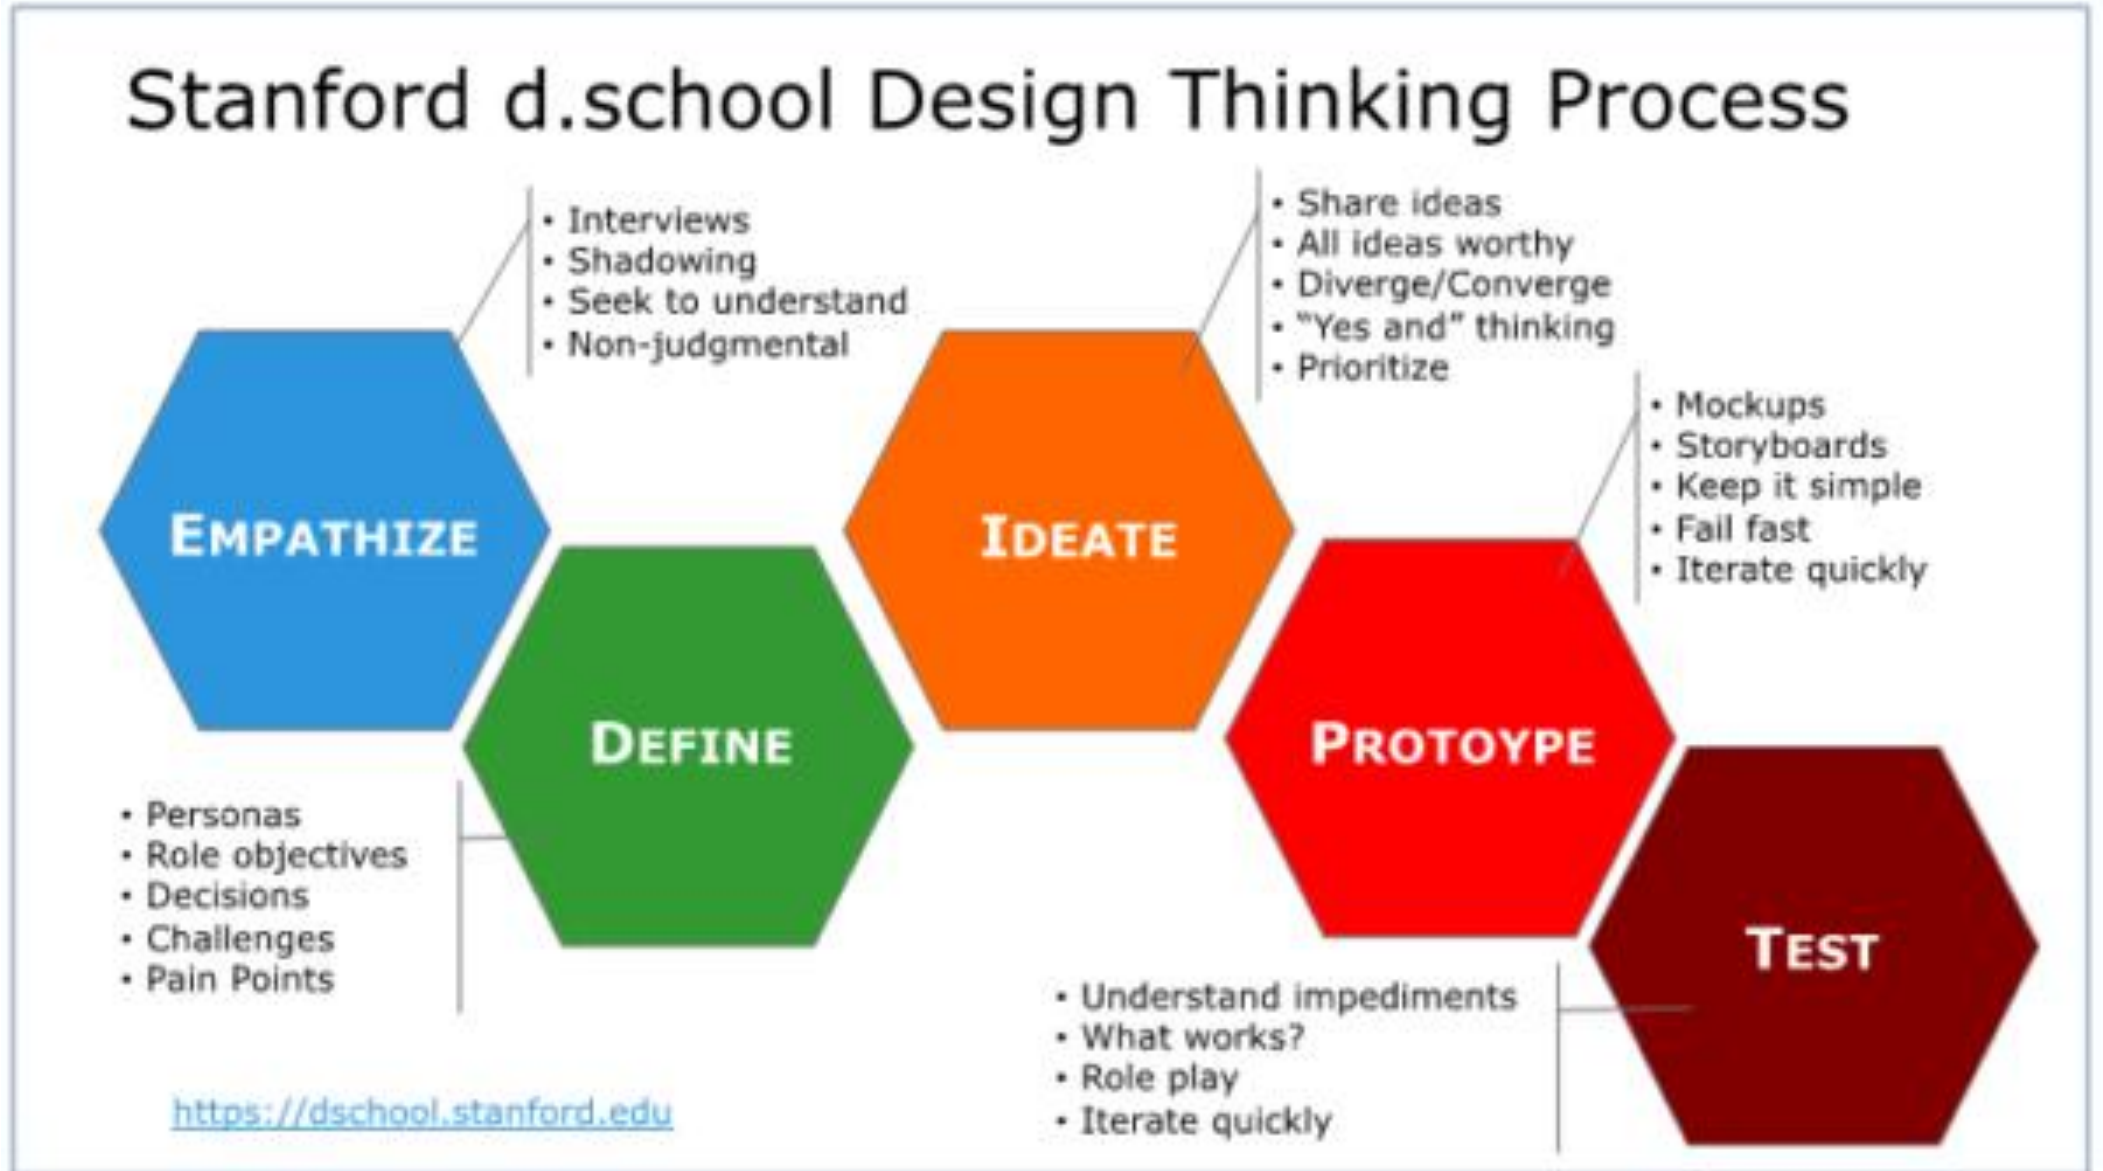 Stanford d.school Design Thinking Process
• Interviews
• Shadowing
• Seek to understand
• Non-judgmental
EMPATHIZE
• Personas
• Role objectives
• Decisions
• Challenges
• Pain Points
DEFINE
• Share ideas
• All ideas worthy
• Diverge/Converge
• “Yes and” thinking
• Prioritize
IDEATE
• Mockups
• Storyboards
• Keep it simple
• Fail fast
• Iterate quickly
PROTOYPE
• Understand impediments
• What works?
• Role play
• Iterate quickly
TEST
https://dschool.stanford.edu